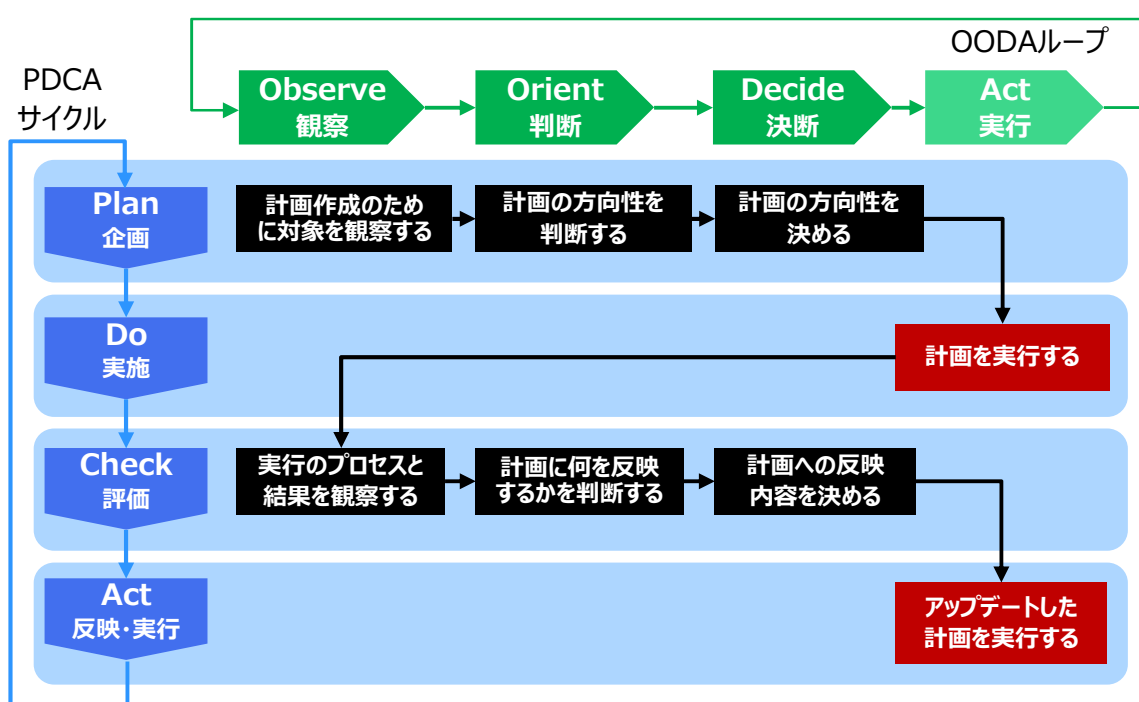 OODAループ
PDCA
サイクル
Observe
観察
Orient
判断
Decide
決断
Act
実行
Plan
企画
計画作成のため
に対象を観察する
計画の方向性を
判断する
計画の方向性を
決める
Do
実施
計画を実行する
Check
評価
実行のプロセスと
結果を観察する
計画に何を反映
するかを判断する
計画への反映
内容を決める
Act
反映・実行
アップデートした
計画を実行する